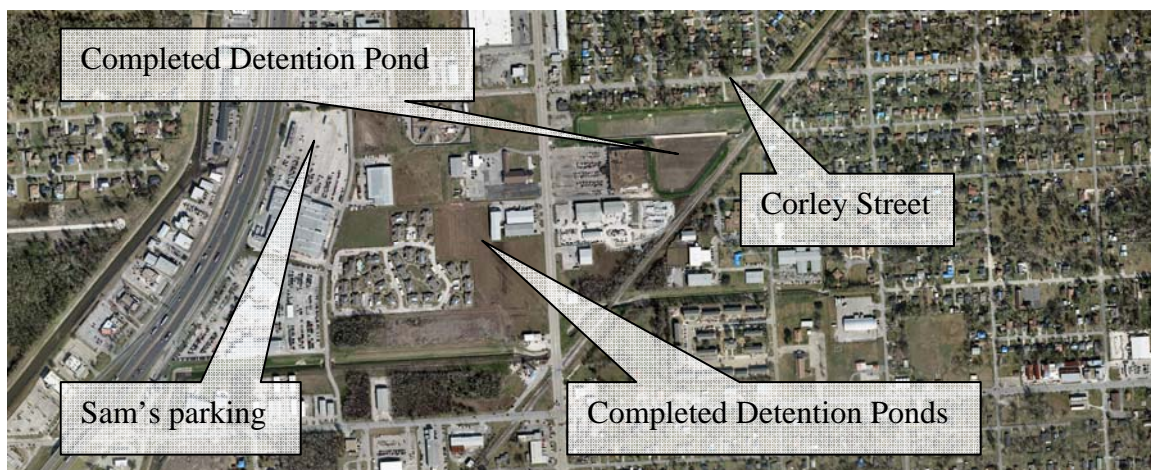 Completed Detention Pond
Corley Street
Sam's parking
Completed Detention Ponds